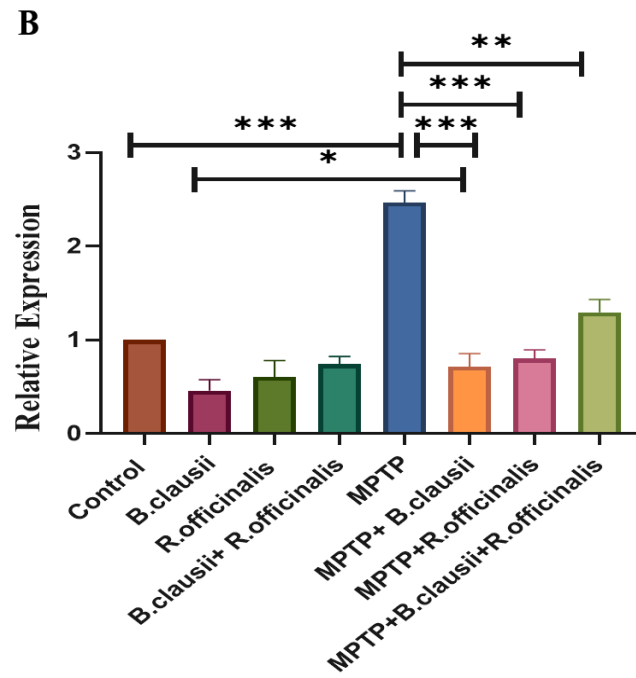 B
**
***
*** ***
*
3
2
1
0
Relative Expression
Control
B.clausii
R.officinalis
B.clausii+ R.officinalis
MPTP
MPTP+ B.clausii
MPTP+R.officinalis
MPTP+B.clausii+R.officinalis